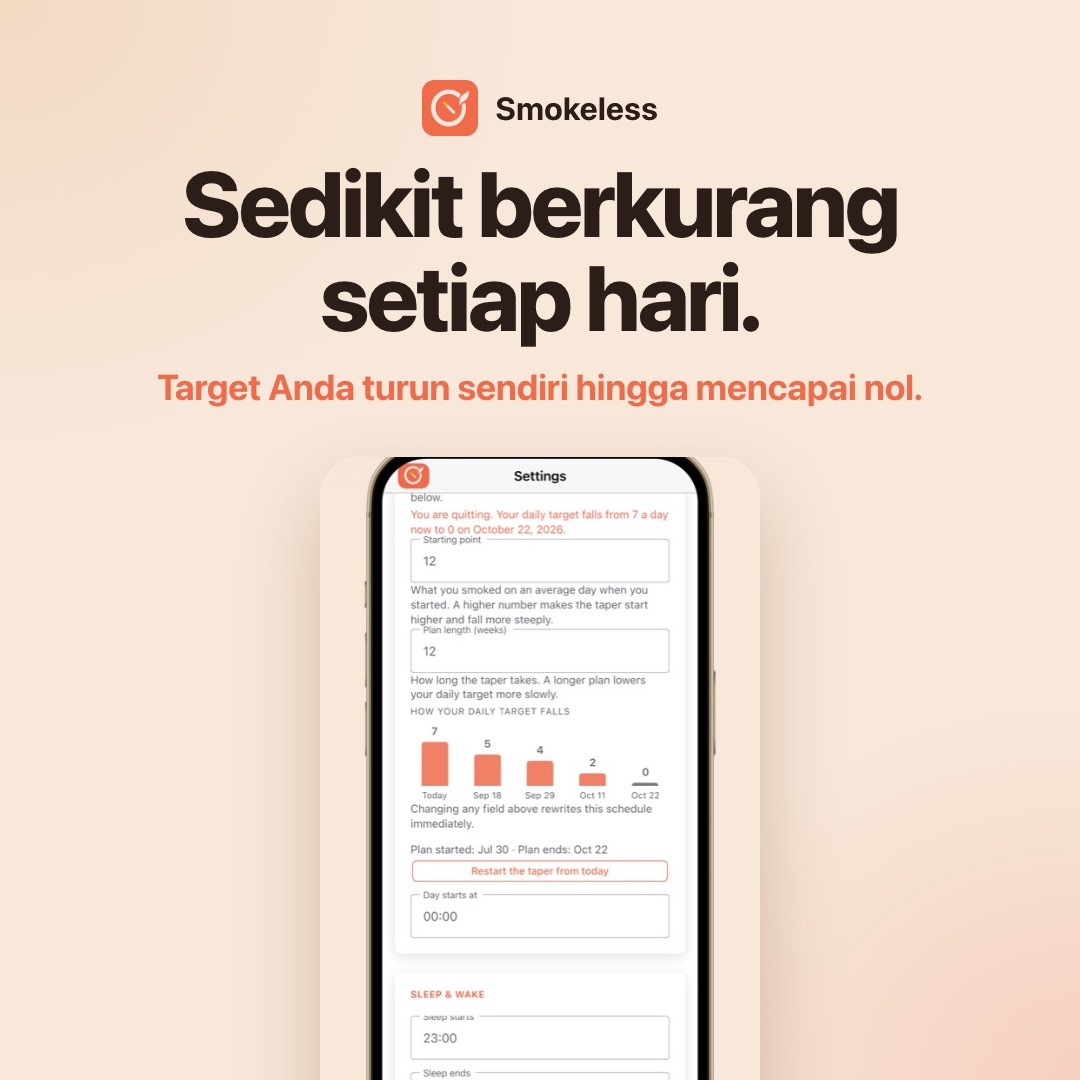 Smokeless
Sedikit berkurang
setiap hari.
Target Anda turun sendiri hingga mencapai nol.
Settings
below.
You are quitting. Your daily target falls from 7 a day
now to 0 on October 22, 2026.
Starting point
12
What you smoked on an average day when you
started. A higher number makes the taper start
higher and fall more steeply.
Plan length (weeks)
12
How long the taper takes. A longer plan lowers
your daily target more slowly.
HOW YOUR DAILY TARGET FALLS
7 5 4 2 0
Today Sep 18 Sep 29 Oct 11 Oct 22
Changing any field above rewrites this schedule
immediately.
Plan started: Jul 30 · Plan ends: Oct 22
Restart the taper from today
Day starts at
00:00
SLEEP & WAKE
Sleep starts
23:00
Sleep ends